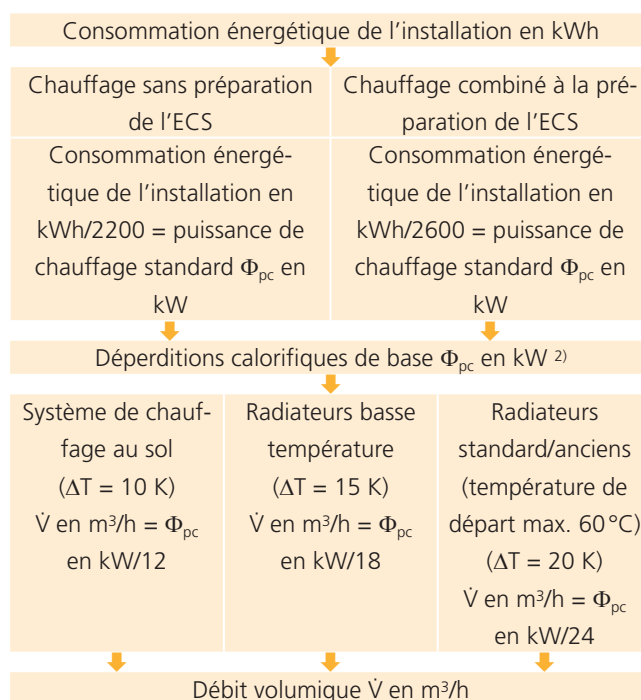 Consommation énergétique de l'installation en kWh
Chauffage sans préparation
de l'ECS
Chauffage combiné à la pré-
paration de l'ECS
Consommation énergé-
tique de l'installation en
kWh/2200 = puissance de
chauffage standard Φpc en
kW
Consommation énergé-
tique de l'installation en
kWh/2600 = puissance de
chauffage standard Φpc en
kW
Déperditions calorifiques de base Φpc en kW 2)
Système de chauf-
fage au sol
(ΔT = 10 K)
V̇ en m³/h = Φpc
en kW/12
Radiateurs basse
température
(ΔT = 15 K)
V̇ en m³/h = Φpc
en kW/18
Radiateurs
standard/anciens
(température de
départ max. 60 °C)
(ΔT = 20 K)
V̇ en m³/h = Φpc
en kW/24
Débit volumique V̇ en m³/h